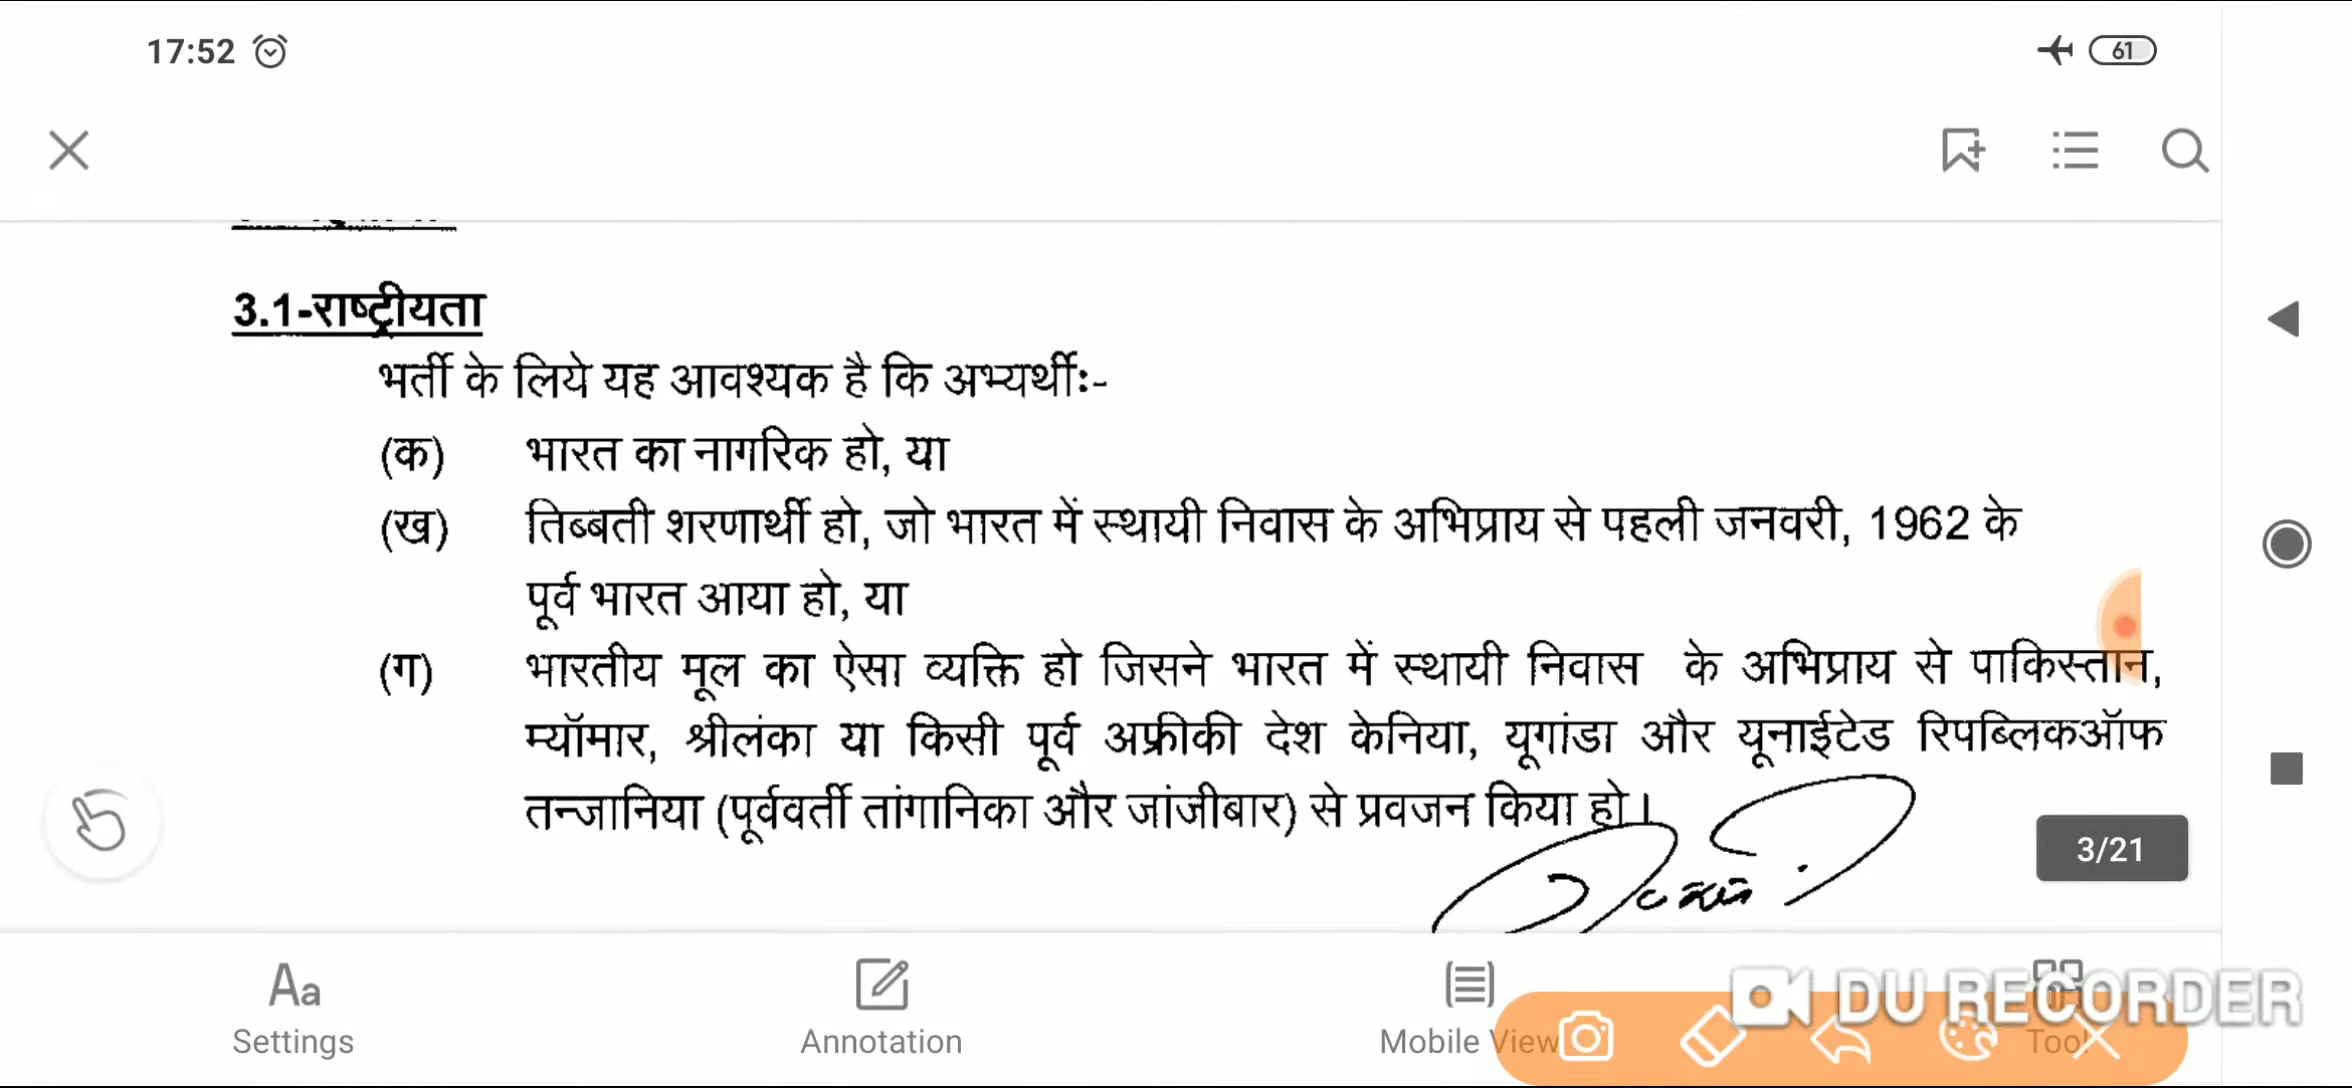 17:52
61
3.1-राष्ट्रीयता
भर्ती के लिये यह आवश्यक है कि अभ्यर्थीः-
(क) भारत का नागरिक हो, या
(ख) तिब्बती शरणार्थी हो, जो भारत में स्थायी निवास के अभिप्राय से पहली जनवरी, 1962 के
पूर्व भारत आया हो, या
(ग) भारतीय मूल का ऐसा व्यक्ति हो जिसने भारत में स्थायी निवास के अभिप्राय से पाकिस्तान,
म्यॉमार, श्रीलंका या किसी पूर्व अफ्रीकी देश केनिया, यूगांडा और यूनाईटेड रिपब्लिकऑफ
तन्जानिया (पूर्ववर्ती तांगानिका और जांजीबार) से प्रवजन किया हो।
3/21
Aa
Settings
Annotation
Mobile View
DU RECORDER